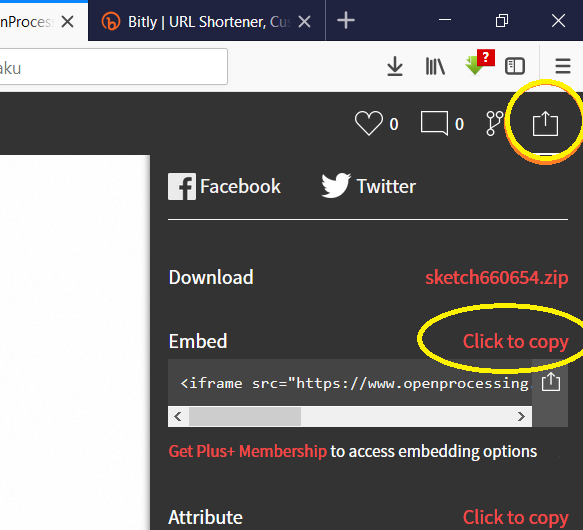 nProces
Bitly | URL Shortener, Cus
aku
?
0
0
Facebook
Twitter
Download
sketch660654.zip
Embed
Click to copy
<iframe src="https://www.openprocessing.
Get Plus+ Membership to access embedding options
Attribute
Click to copy